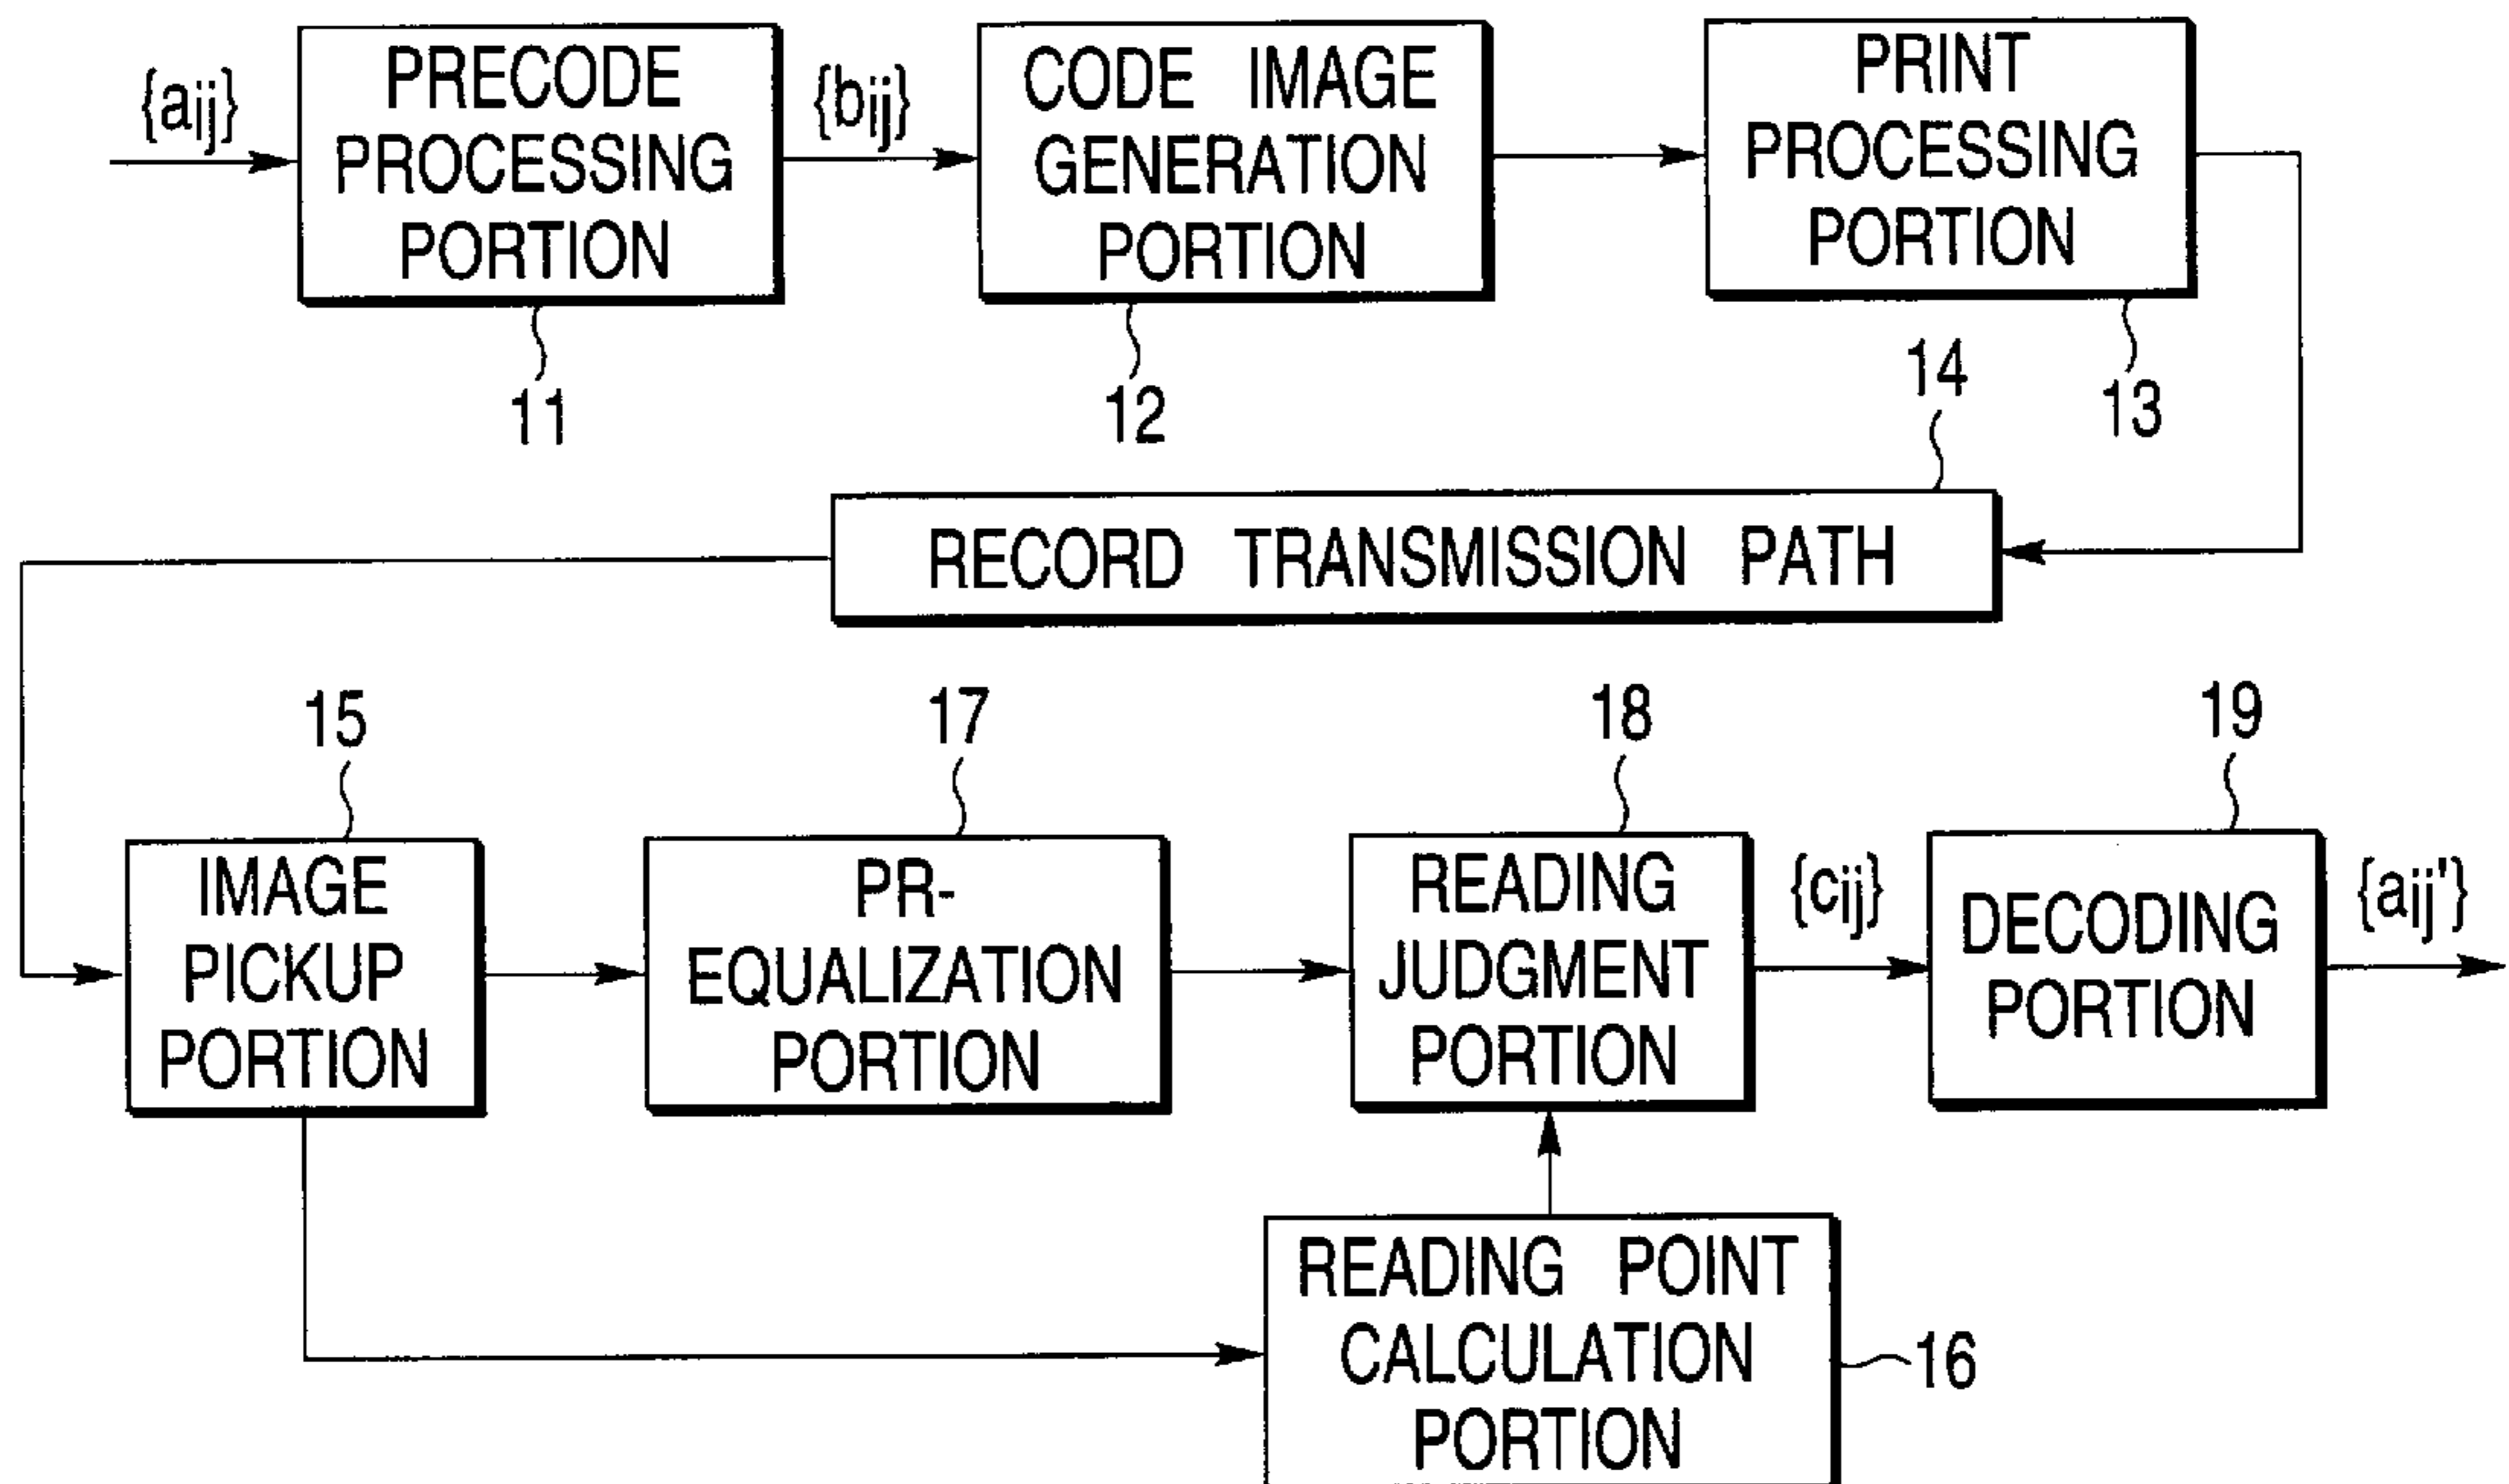 {aij}
PRECODE
PROCESSING
PORTION
11
{bij}
CODE IMAGE
GENERATION
PORTION
12
PRINT
PROCESSING
PORTION
13
14
RECORD TRANSMISSION PATH
15
IMAGE
PICKUP
PORTION
17
PR-
EQUALIZATION
PORTION
18
READING
JUDGMENT
PORTION
{cij}
19
DECODING
PORTION
{aij'}
READING POINT
CALCULATION
PORTION
16